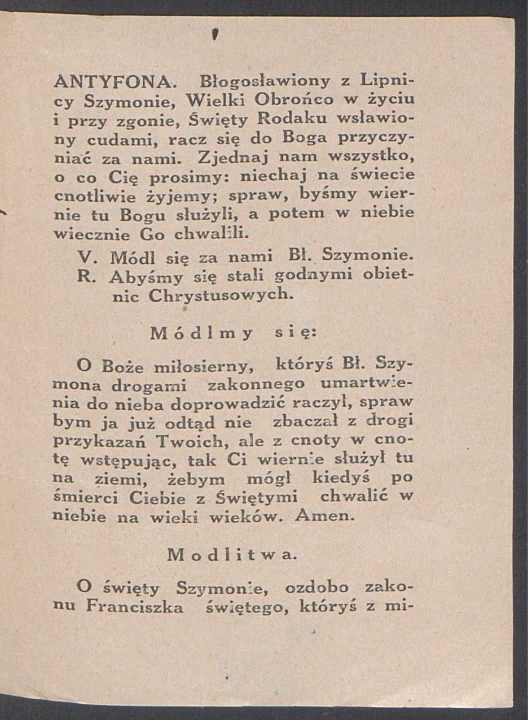 ANTYFONA. Błogosławiony z Lipni-
cy Szymonie, Wielki Obrońco w życiu
i przy zgonie, Święty Rodaku wsławio-
ny cudami, racz się do Boga przyczy-
niać za nami. Zjednaj nam wszystko,
o co Cię prosimy: niechaj na świecie
cnotliwie żyjemy; spraw, byśmy wier-
nie tu Bogu służyli, a potem w niebie
wiecznie Go chwalili.
V. Módl się za nami Bł. Szymonie.
R. Abyśmy się stali godnymi obiet-
nic Chrystusowych.
Módlmy się:
O Boże miłosierny, któryś Bł. Szy-
mona drogami zakonnego umartwie-
nia do nieba doprowadzić raczył, spraw
bym ja już odtąd nie zbaczał z drogi
przykazań Twoich, ale z cnoty w cno-
tę wstępując, tak Ci wiernie służył tu
na ziemi, żebym mógł kiedyś po
śmierci Ciebie z Świętymi chwalić w
niebie na wieki wieków. Amen.
Modlitwa.
O święty Szymonie, ozdobo zako-
nu Franciszka świętego, któryś z mi-